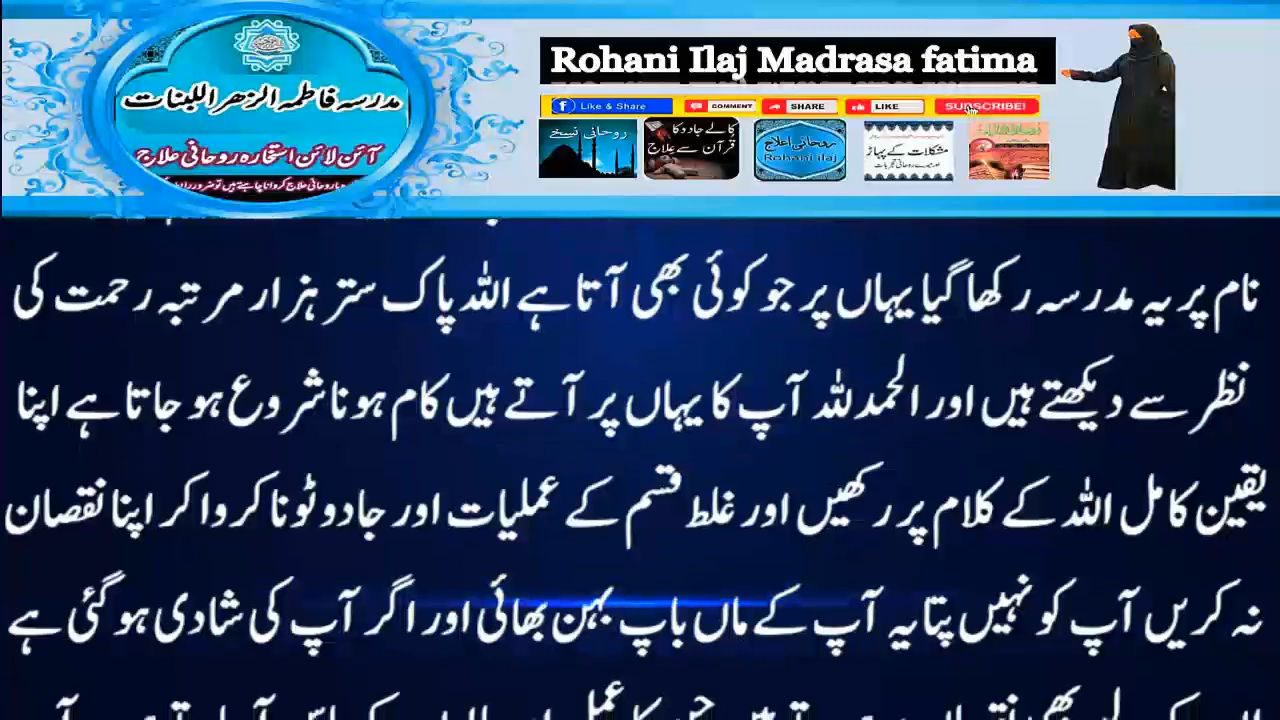 مدرسہ فاطمہ الزھرا للبنات
آئن لائن استخارہ روحانی علاج
Rohani Ilaj Madrasa fatima
Like & Share
COMMENT
SHARE
LIKE
SUBSCRIBE!
روحانی نسخے
کالے جادو کا
قرآن سے علاج
روحانی علاج
Rohani ilaj
مشکلات کے پہاڑ
نام پر یہ مدرسہ رکھا گیا یہاں پر جو کوئی بھی آتا ہے اللہ پاک ستر ہزار مرتبہ رحمت کی
نظر سے دیکھتے ہیں اور الحمدللہ آپ کا یہاں پر آتے ہیں کام ہونا شروع ہو جاتا ہے اپنا
یقین کامل اللہ کے کلام پر رکھیں اور غلط قسم کے عملیات اور جادو ٹونا کروا کر اپنا نقصان
نہ کریں آپ کو نہیں پتا یہ آپ کے ماں باپ بہن بھائی اور اگر آپ کی شادی ہو گئی ہے